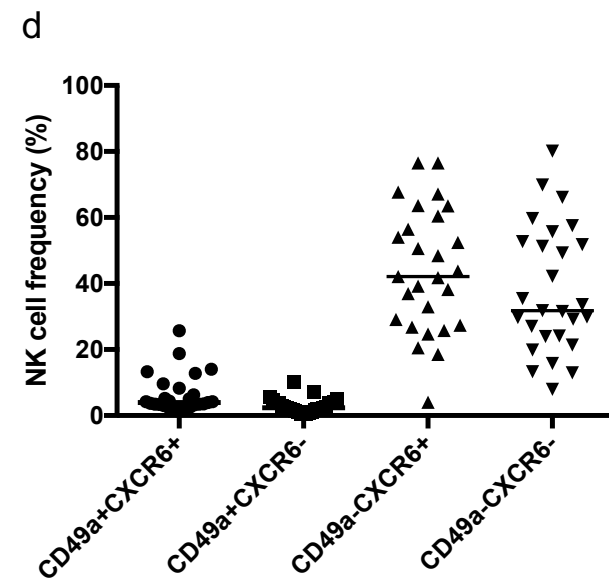 d
NK cell frequency (%)
100
80
60
40
20
0
CD49a+CXCR6+
CD49a+CXCR6-
CD49a-CXCR6+
CD49a-CXCR6-